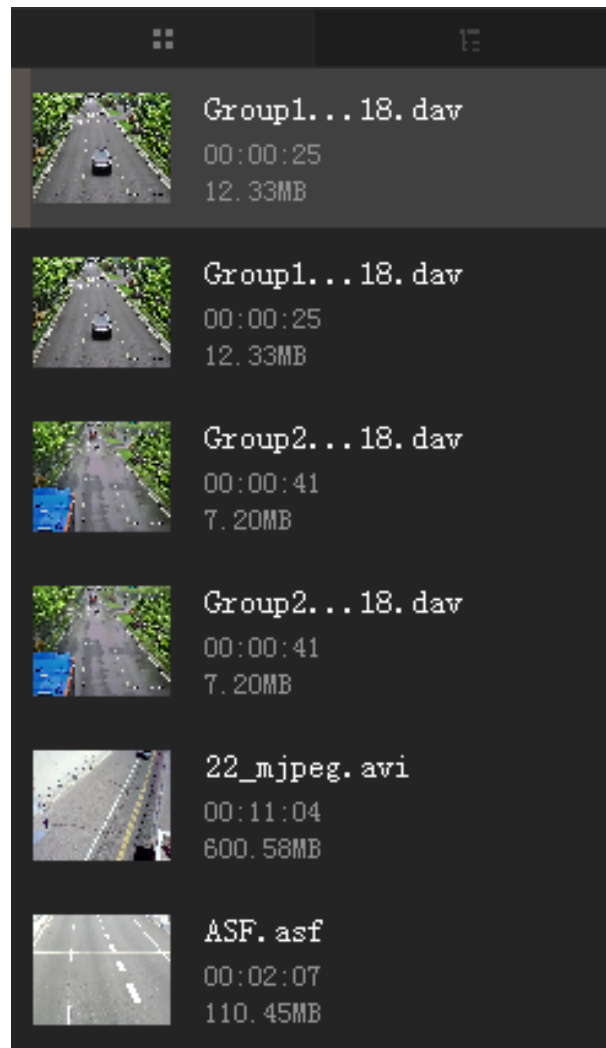 Group1...18.dav
00:00:25
12.33MB
Group1...18.dav
00:00:25
12.33MB
Group2...18.dav
00:00:41
7.20MB
Group2...18.dav
00:00:41
7.20MB
22_mjpeg.avi
00:11:04
600.58MB
ASF.asf
00:02:07
110.45MB